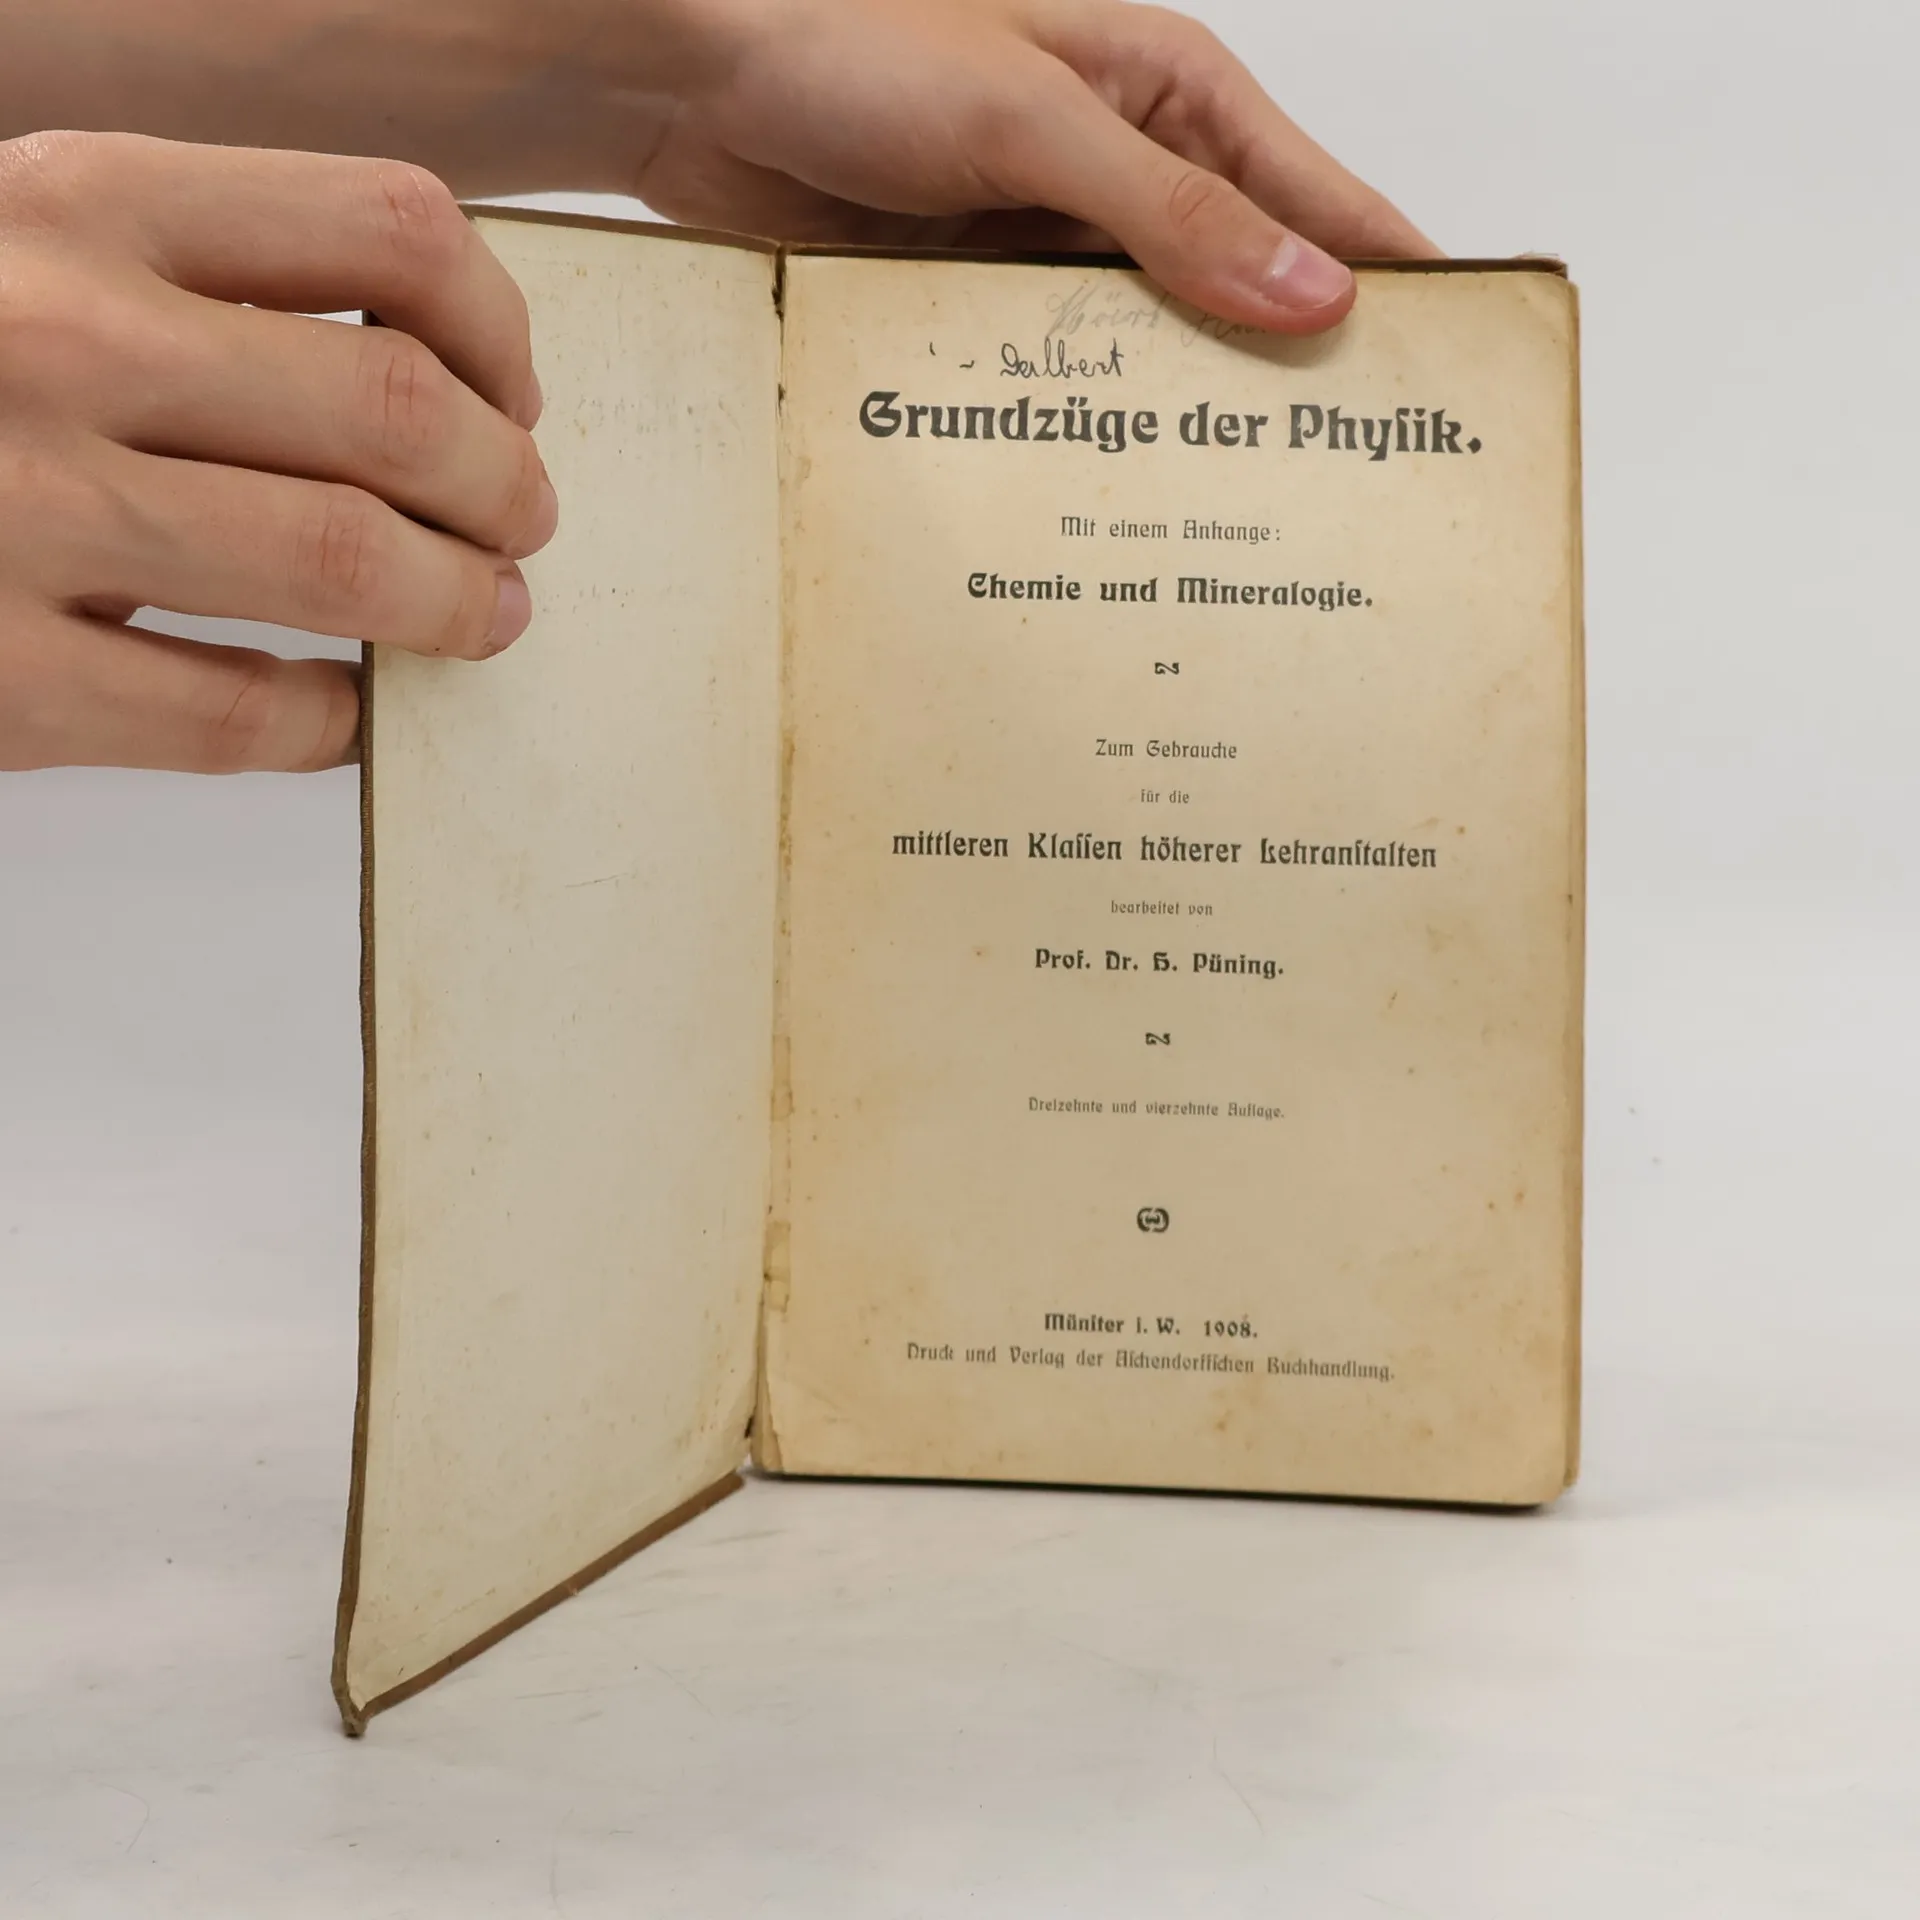 Dalbert
Grundzüge der Phyſik.
Mit einem Anhange:
Chemie und Mineralogie.
Zum Gebrauche
für die
mittleren Klaſſen höherer Lehranſtalten
bearbeitet von
Prof. Dr. H. Püning.
Dreizehnte und vierzehnte Auflage.
Münſter i. W. 1908.
Druck und Verlag der Aſchendorffſchen Buchhandlung.